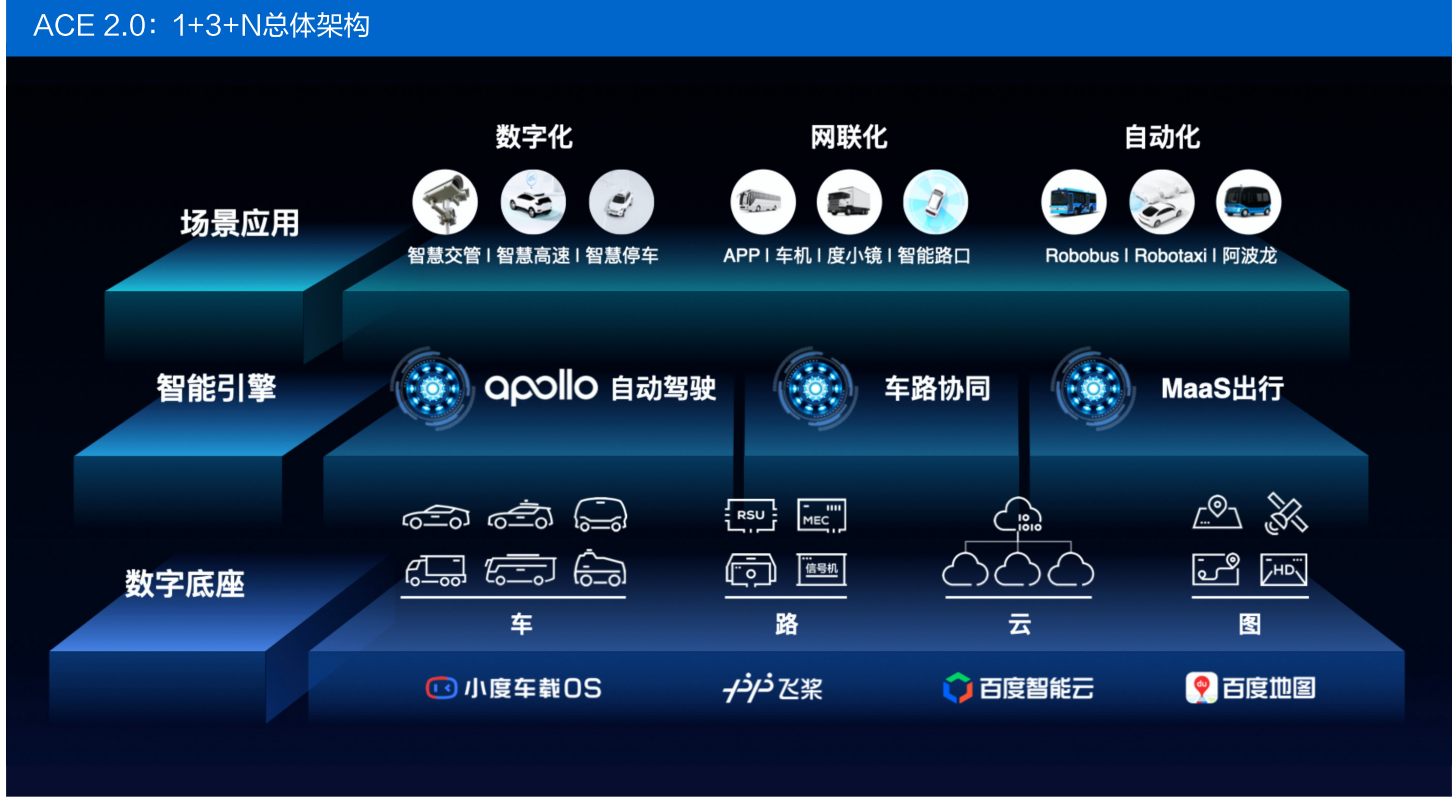 ACE 2.0：1+3+N总体架构
数字化
网联化
自动化
场景应用
智慧交管 | 智慧高速 | 智慧停车
APP | 车机 | 度小镜 | 智能路口
Robobus | Robotaxi | 阿波龙
智能引擎
apollo 自动驾驶
车路协同
MaaS出行
数字底座
RSU
MEC
信号机
IO
1010
HD
车
路
云
图
小度车载OS
飞桨
百度智能云
du
百度地图